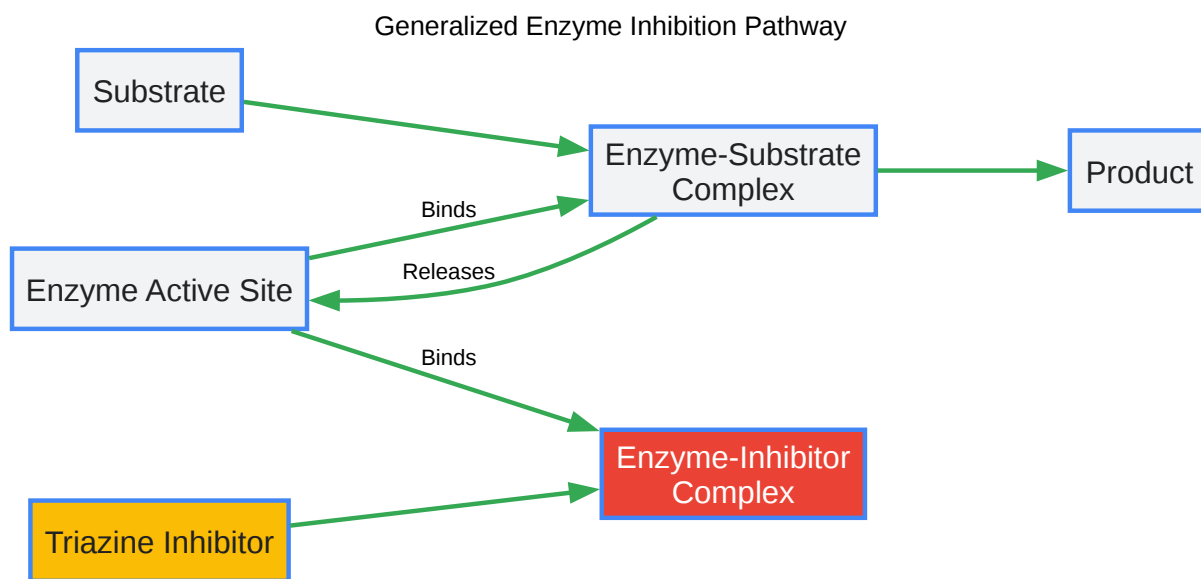 Generalized Enzyme Inhibition Pathway
Substrate
Enzyme-Substrate
Complex
Product
Binds
Releases
Enzyme Active Site
Binds
Enzyme-Inhibitor
Complex
Triazine Inhibitor